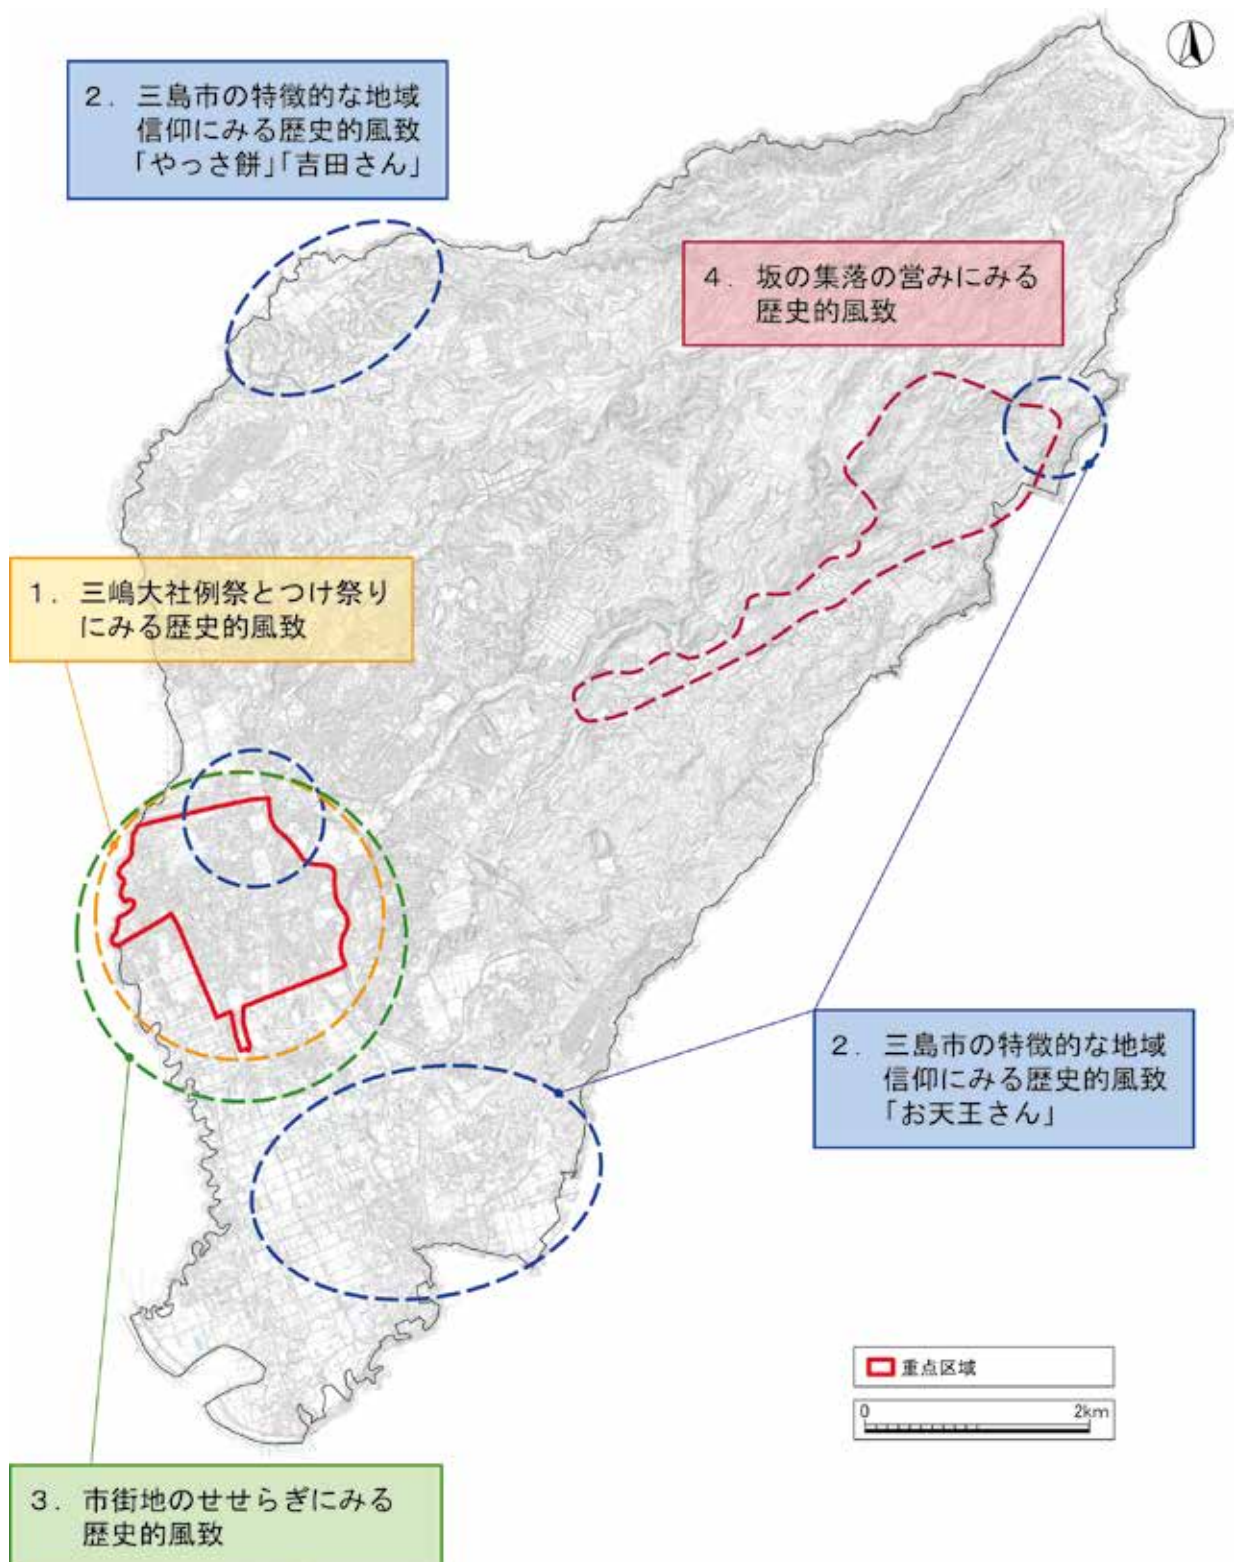 ２．三島市の特徴的な地域
信仰にみる歴史的風致
「やっさ餅」「吉田さん」
４．坂の集落の営みにみる
歴史的風致
１．三嶋大社例祭とつけ祭り
にみる歴史的風致
２．三島市の特徴的な地域
信仰にみる歴史的風致
「お天王さん」
重点区域
0 2km
３．市街地のせせらぎにみる
歴史的風致